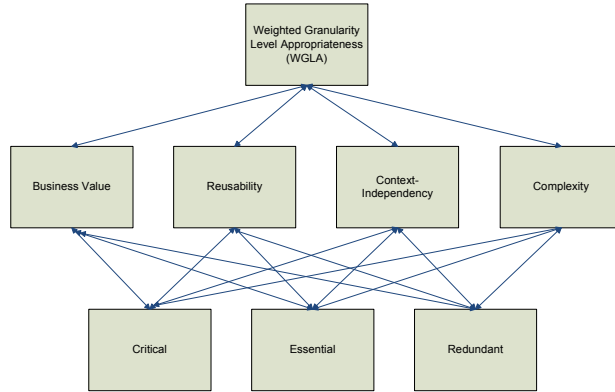 Weighted Granularity
Level Appropriateness
(WGLA)
Business Value
Reusability
Context-
Independency
Complexity
Critical
Essential
Redundant